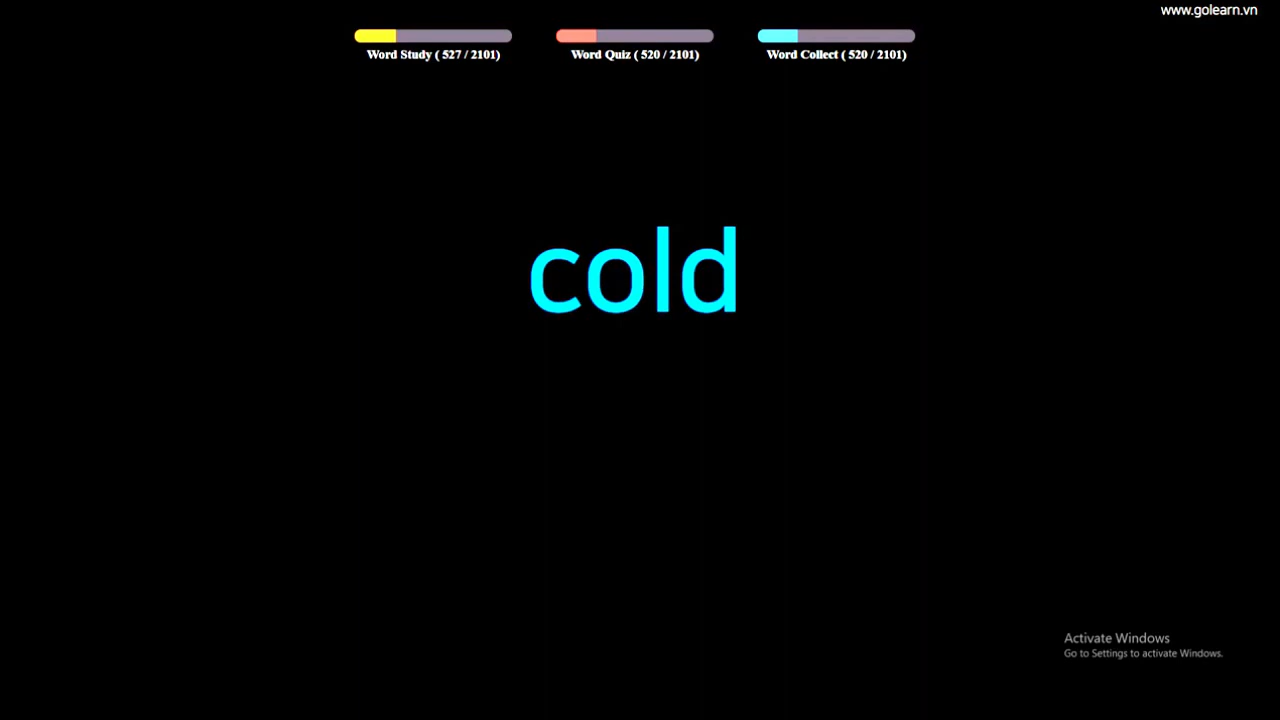 www.golearn.vn
Word Study ( 527 / 2101)
Word Quiz ( 520 / 2101)
Word Collect ( 520 / 2101)
cold
Activate Windows
Go to Settings to activate Windows.